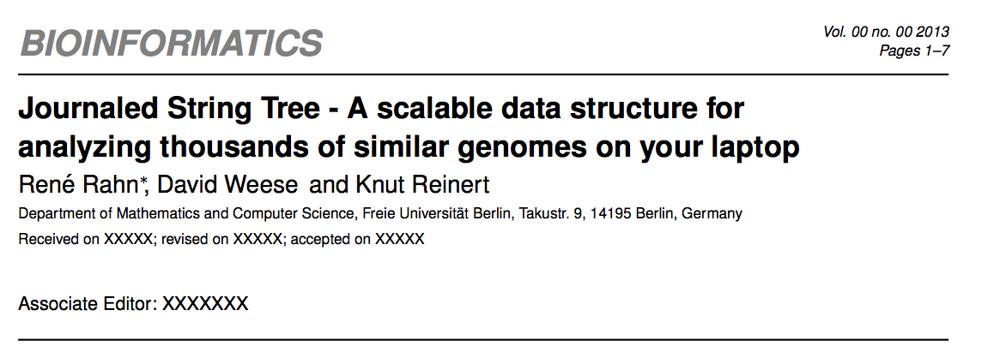 BIOINFORMATICS
Vol. 00 no. 00 2013
Pages 1–7
Journaled String Tree - A scalable data structure for
analyzing thousands of similar genomes on your laptop
René Rahn*, David Weese and Knut Reinert
Department of Mathematics and Computer Science, Freie Universität Berlin, Takustr. 9, 14195 Berlin, Germany
Received on XXXXX; revised on XXXXX; accepted on XXXXX
Associate Editor: XXXXXXX